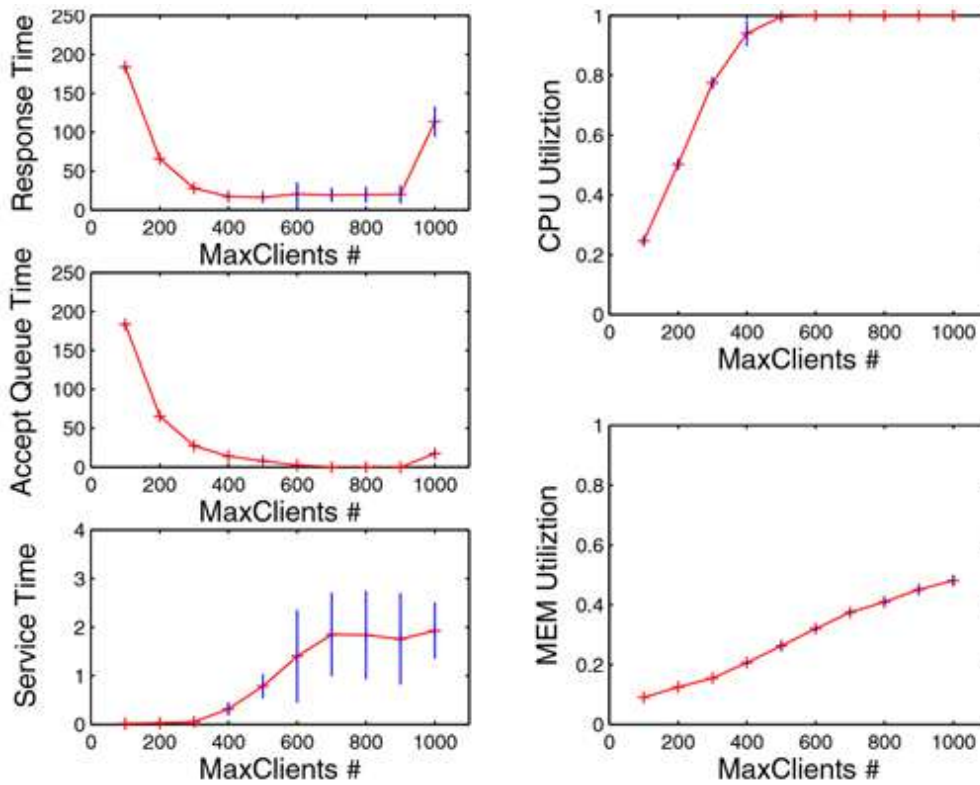 Response Time
250
200
150
100
50
0
0 200 400 600 800 1000
MaxClients #
Accept Queue Time
250
200
150
100
50
0
0 200 400 600 800 1000
MaxClients #
Service Time
4
3
2
1
0
0 200 400 600 800 1000
MaxClients #
CPU Utiliztion
1
0.8
0.6
0.4
0.2
0
0 200 400 600 800 1000
MaxClients #
MEM Utiliztion
1
0.8
0.6
0.4
0.2
0
0 200 400 600 800 1000
MaxClients #